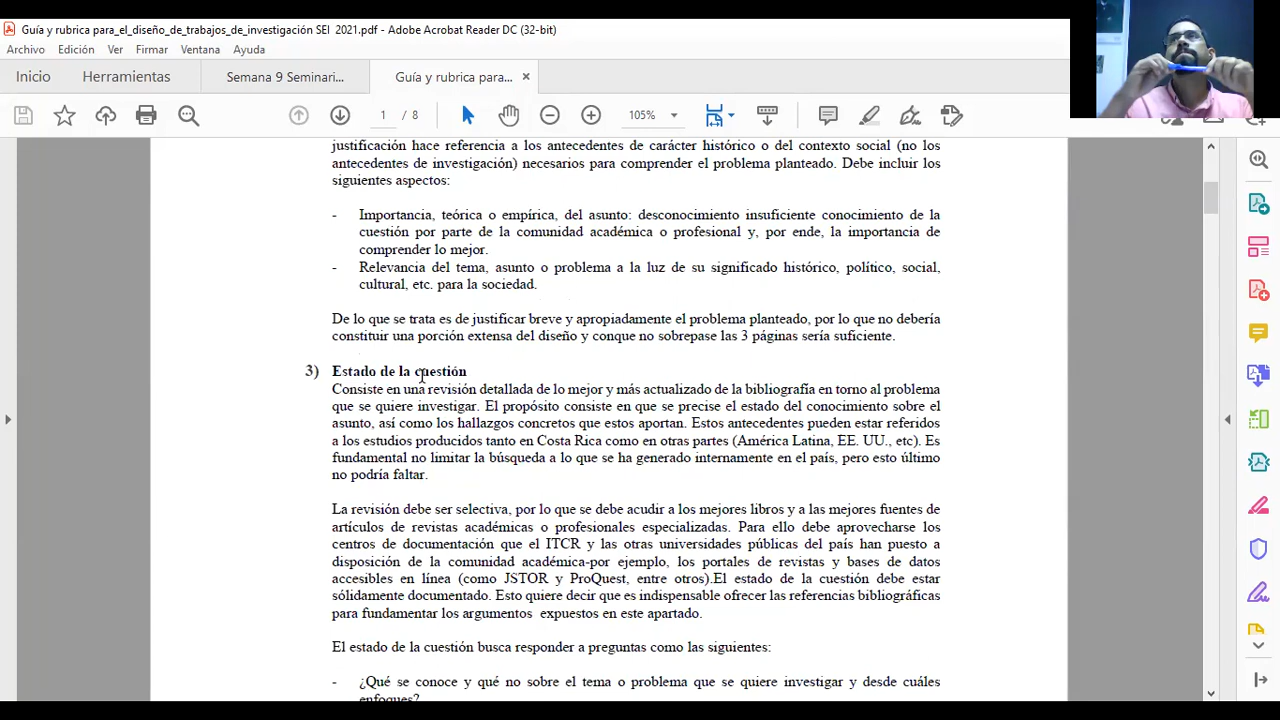 Guía y rubrica para_el_diseño_de_trabajos_de_investigación SEI 2021.pdf - Adobe Acrobat Reader DC (32-bit)
Archivo Edición Ver Firmar Ventana Ayuda
Inicio Herramientas Semana 9 Seminari... Guía y rubrica para... ×
1 / 8 105%
justificación hace referencia a los antecedentes de carácter histórico o del contexto social (no los
antecedentes de investigación) necesarios para comprender el problema planteado. Debe incluir los
siguientes aspectos:
- Importancia, teórica o empírica, del asunto: desconocimiento insuficiente conocimiento de la
cuestión por parte de la comunidad académica o profesional y, por ende, la importancia de
comprender lo mejor.
- Relevancia del tema, asunto o problema a la luz de su significado histórico, político, social,
cultural, etc. para la sociedad.
De lo que se trata es de justificar breve y apropiadamente el problema planteado, por lo que no debería
constituir una porción extensa del diseño y conque no sobrepase las 3 páginas sería suficiente.
3) Estado de la cuestión
Consiste en una revisión detallada de lo mejor y más actualizado de la bibliografía en torno al problema
que se quiere investigar. El propósito consiste en que se precise el estado del conocimiento sobre el
asunto, así como los hallazgos concretos que estos aportan. Estos antecedentes pueden estar referidos
a los estudios producidos tanto en Costa Rica como en otras partes (América Latina, EE. UU., etc). Es
fundamental no limitar la búsqueda a lo que se ha generado internamente en el país, pero esto último
no podría faltar.
La revisión debe ser selectiva, por lo que se debe acudir a los mejores libros y a las mejores fuentes de
artículos de revistas académicas o profesionales especializadas. Para ello debe aprovecharse los
centros de documentación que el ITCR y las otras universidades públicas del país han puesto a
disposición de la comunidad académica-por ejemplo, los portales de revistas y bases de datos
accesibles en línea (como JSTOR y ProQuest, entre otros).El estado de la cuestión debe estar
sólidamente documentado. Esto quiere decir que es indispensable ofrecer las referencias bibliográficas
para fundamentar los argumentos expuestos en este apartado.
El estado de la cuestión busca responder a preguntas como las siguientes:
- ¿Qué se conoce y qué no sobre el tema o problema que se quiere investigar y desde cuáles
enfoques?